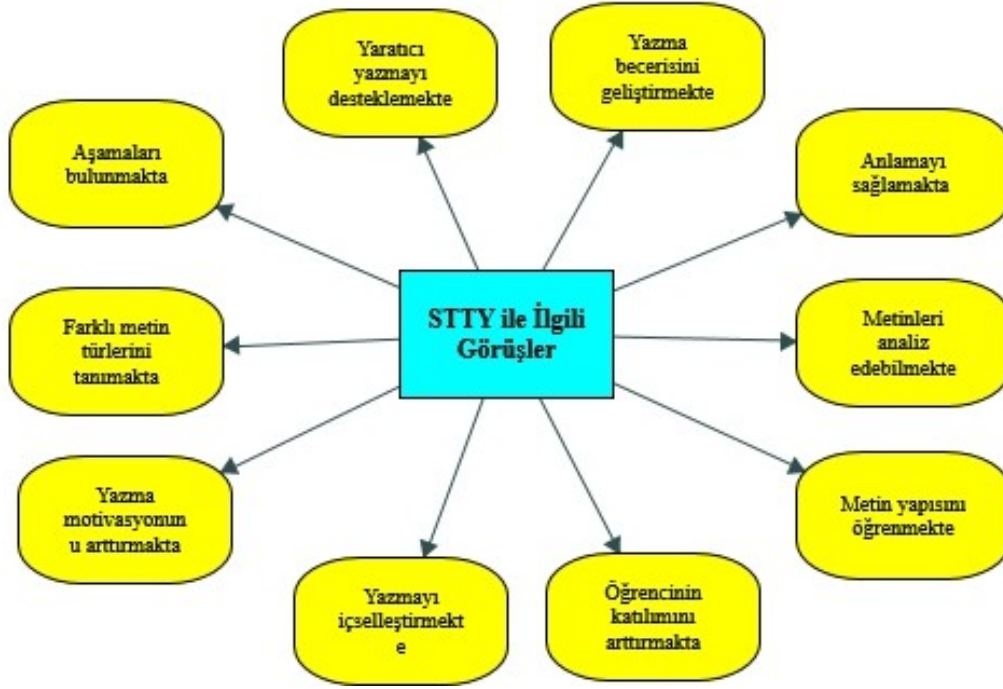 Yaratıcı
yazmayı
desteklemekte
Yazma
becerisini
geliştirmekte
Aşamaları
bulunmakta
Anlamayı
sağlamakta
STTY ile İlgili
Görüşler
Farklı metin
türlerini
tanımakta
Metinleri
analiz
edebilmekte
Yazma
motivasyonun
u arttırmakta
Metin yapısını
öğrenmekte
Yazmayı
içselleştirmekt
e
Öğrencinin
katılımını
arttırmakta